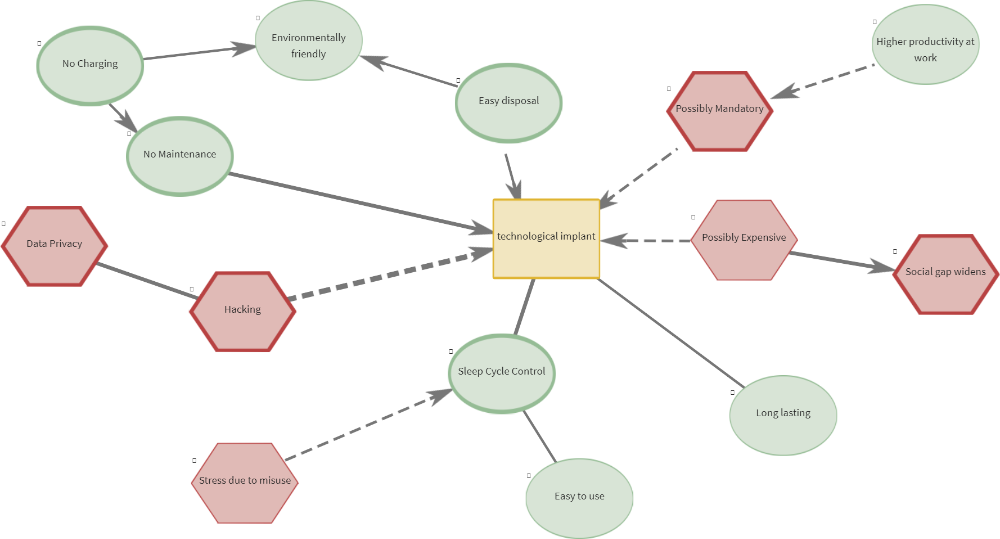 No Charging
Environmentally
friendly
Higher productivity at
work
Easy disposal
Possibly Mandatory
No Maintenance
technological implant
Possibly Expensive
Data Privacy
Social gap widens
Hacking
Sleep Cycle Control
Long lasting
Stress due to misuse
Easy to use